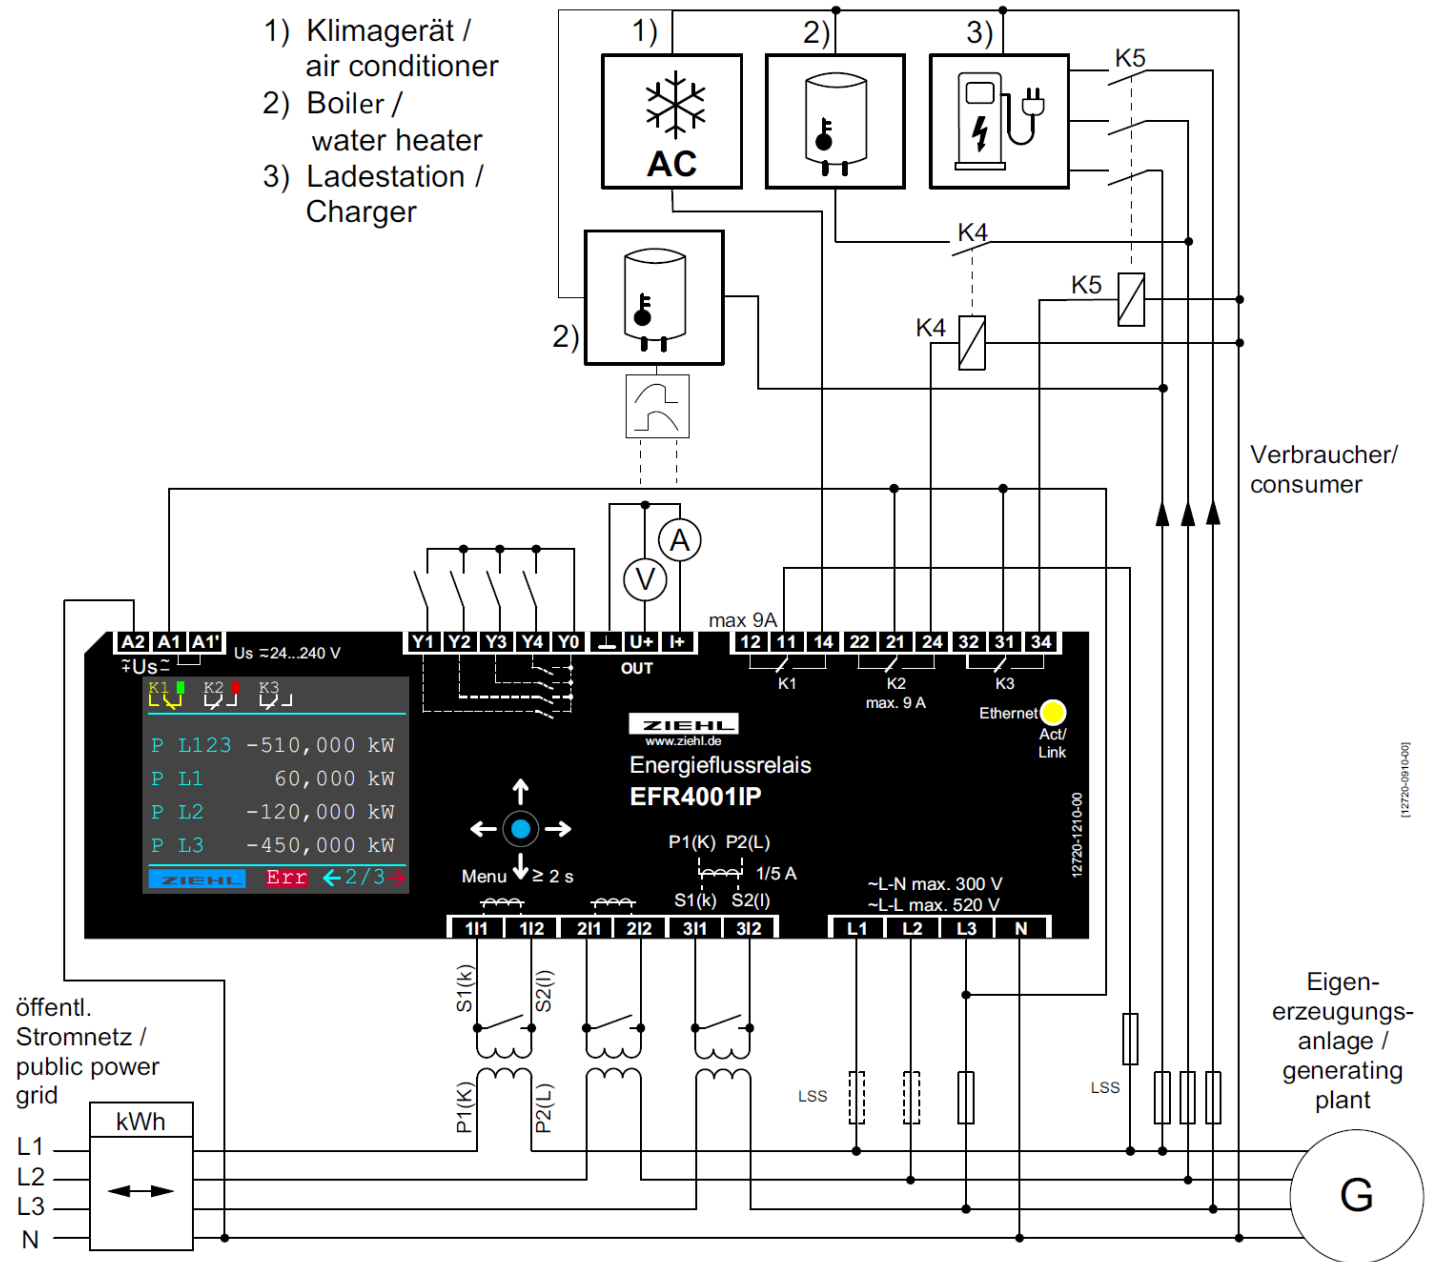 1) Klimagerät /
air conditioner
2) Boiler /
water heater
3) Ladestation /
Charger
1)
2)
3)
K5
AC
K4
K5
K4
2)
Verbraucher/
consumer
A
V
max 9A
A2 A1 A1'
Y1 Y2 Y3 Y4 Y0 ⊥ U+ I+
12 11 14 22 21 24 32 31 34
Us 24...240 V
Us
OUT
K1 K2 K3
max. 9 A
K1 K2 K3
Ethernet
Act/
Link
ZIEHL
www.ziehl.de
Energieflussrelais
EFR4001IP
P L123 -510,000 kW
P L1 60,000 kW
P L2 -120,000 kW
P L3 -450,000 kW
ZIEHL Err ←2/3→
Menu ≥ 2 s
P1(K) P2(L)
1/5 A
S1(k) S2(l)
~L-N max. 300 V
~L-L max. 520 V
12720-1210-00
[12720-0910-00]
1I1 1I2 2I1 2I2 3I1 3I2 L1 L2 L3 N
S1(k) S2(l)
P1(K) P2(L)
LSS
LSS
öffentl.
Stromnetz /
public power
grid
kWh
L1
L2
L3
N
Eigen-
erzeugungs-
anlage /
generating
plant
G